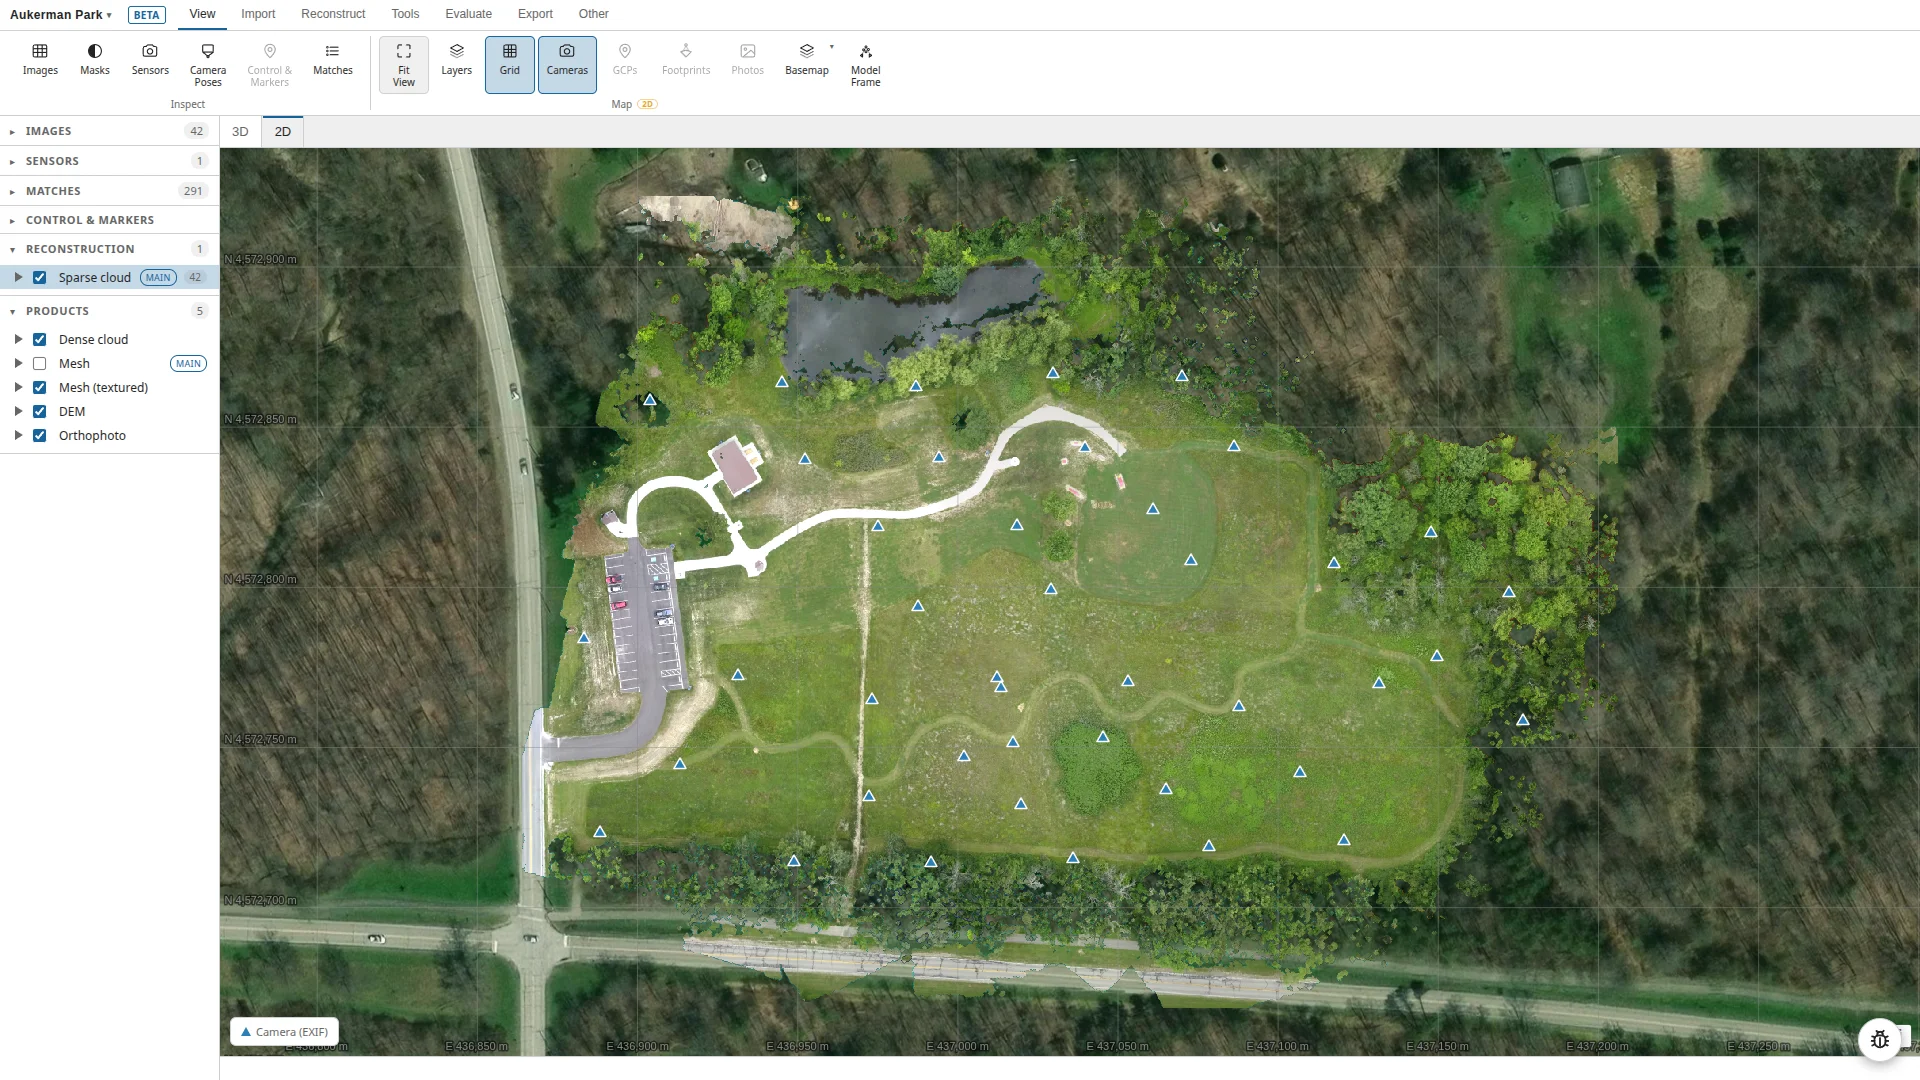 Aukerman Park
BETA
View
Import
Reconstruct
Tools
Evaluate
Export
Other
Images
Masks
Sensors
Camera Poses
Control & Markers
Matches
Fit View
Layers
Grid
Cameras
GCPs
Footprints
Photos
Basemap
Model Frame
Inspect
Map 2D
IMAGES 42
SENSORS 1
MATCHES 291
CONTROL & MARKERS
RECONSTRUCTION 1
Sparse cloud MAIN 42
PRODUCTS 5
Dense cloud
Mesh MAIN
Mesh (textured)
DEM
Orthophoto
3D
2D
N 4,572,900 m
N 4,572,850 m
N 4,572,800 m
N 4,572,750 m
N 4,572,700 m
Camera (EXIF)
E 436,850 m
E 436,900 m
E 436,950 m
E 437,000 m
E 437,050 m
E 437,100 m
E 437,150 m
E 437,200 m
E 437,250 m